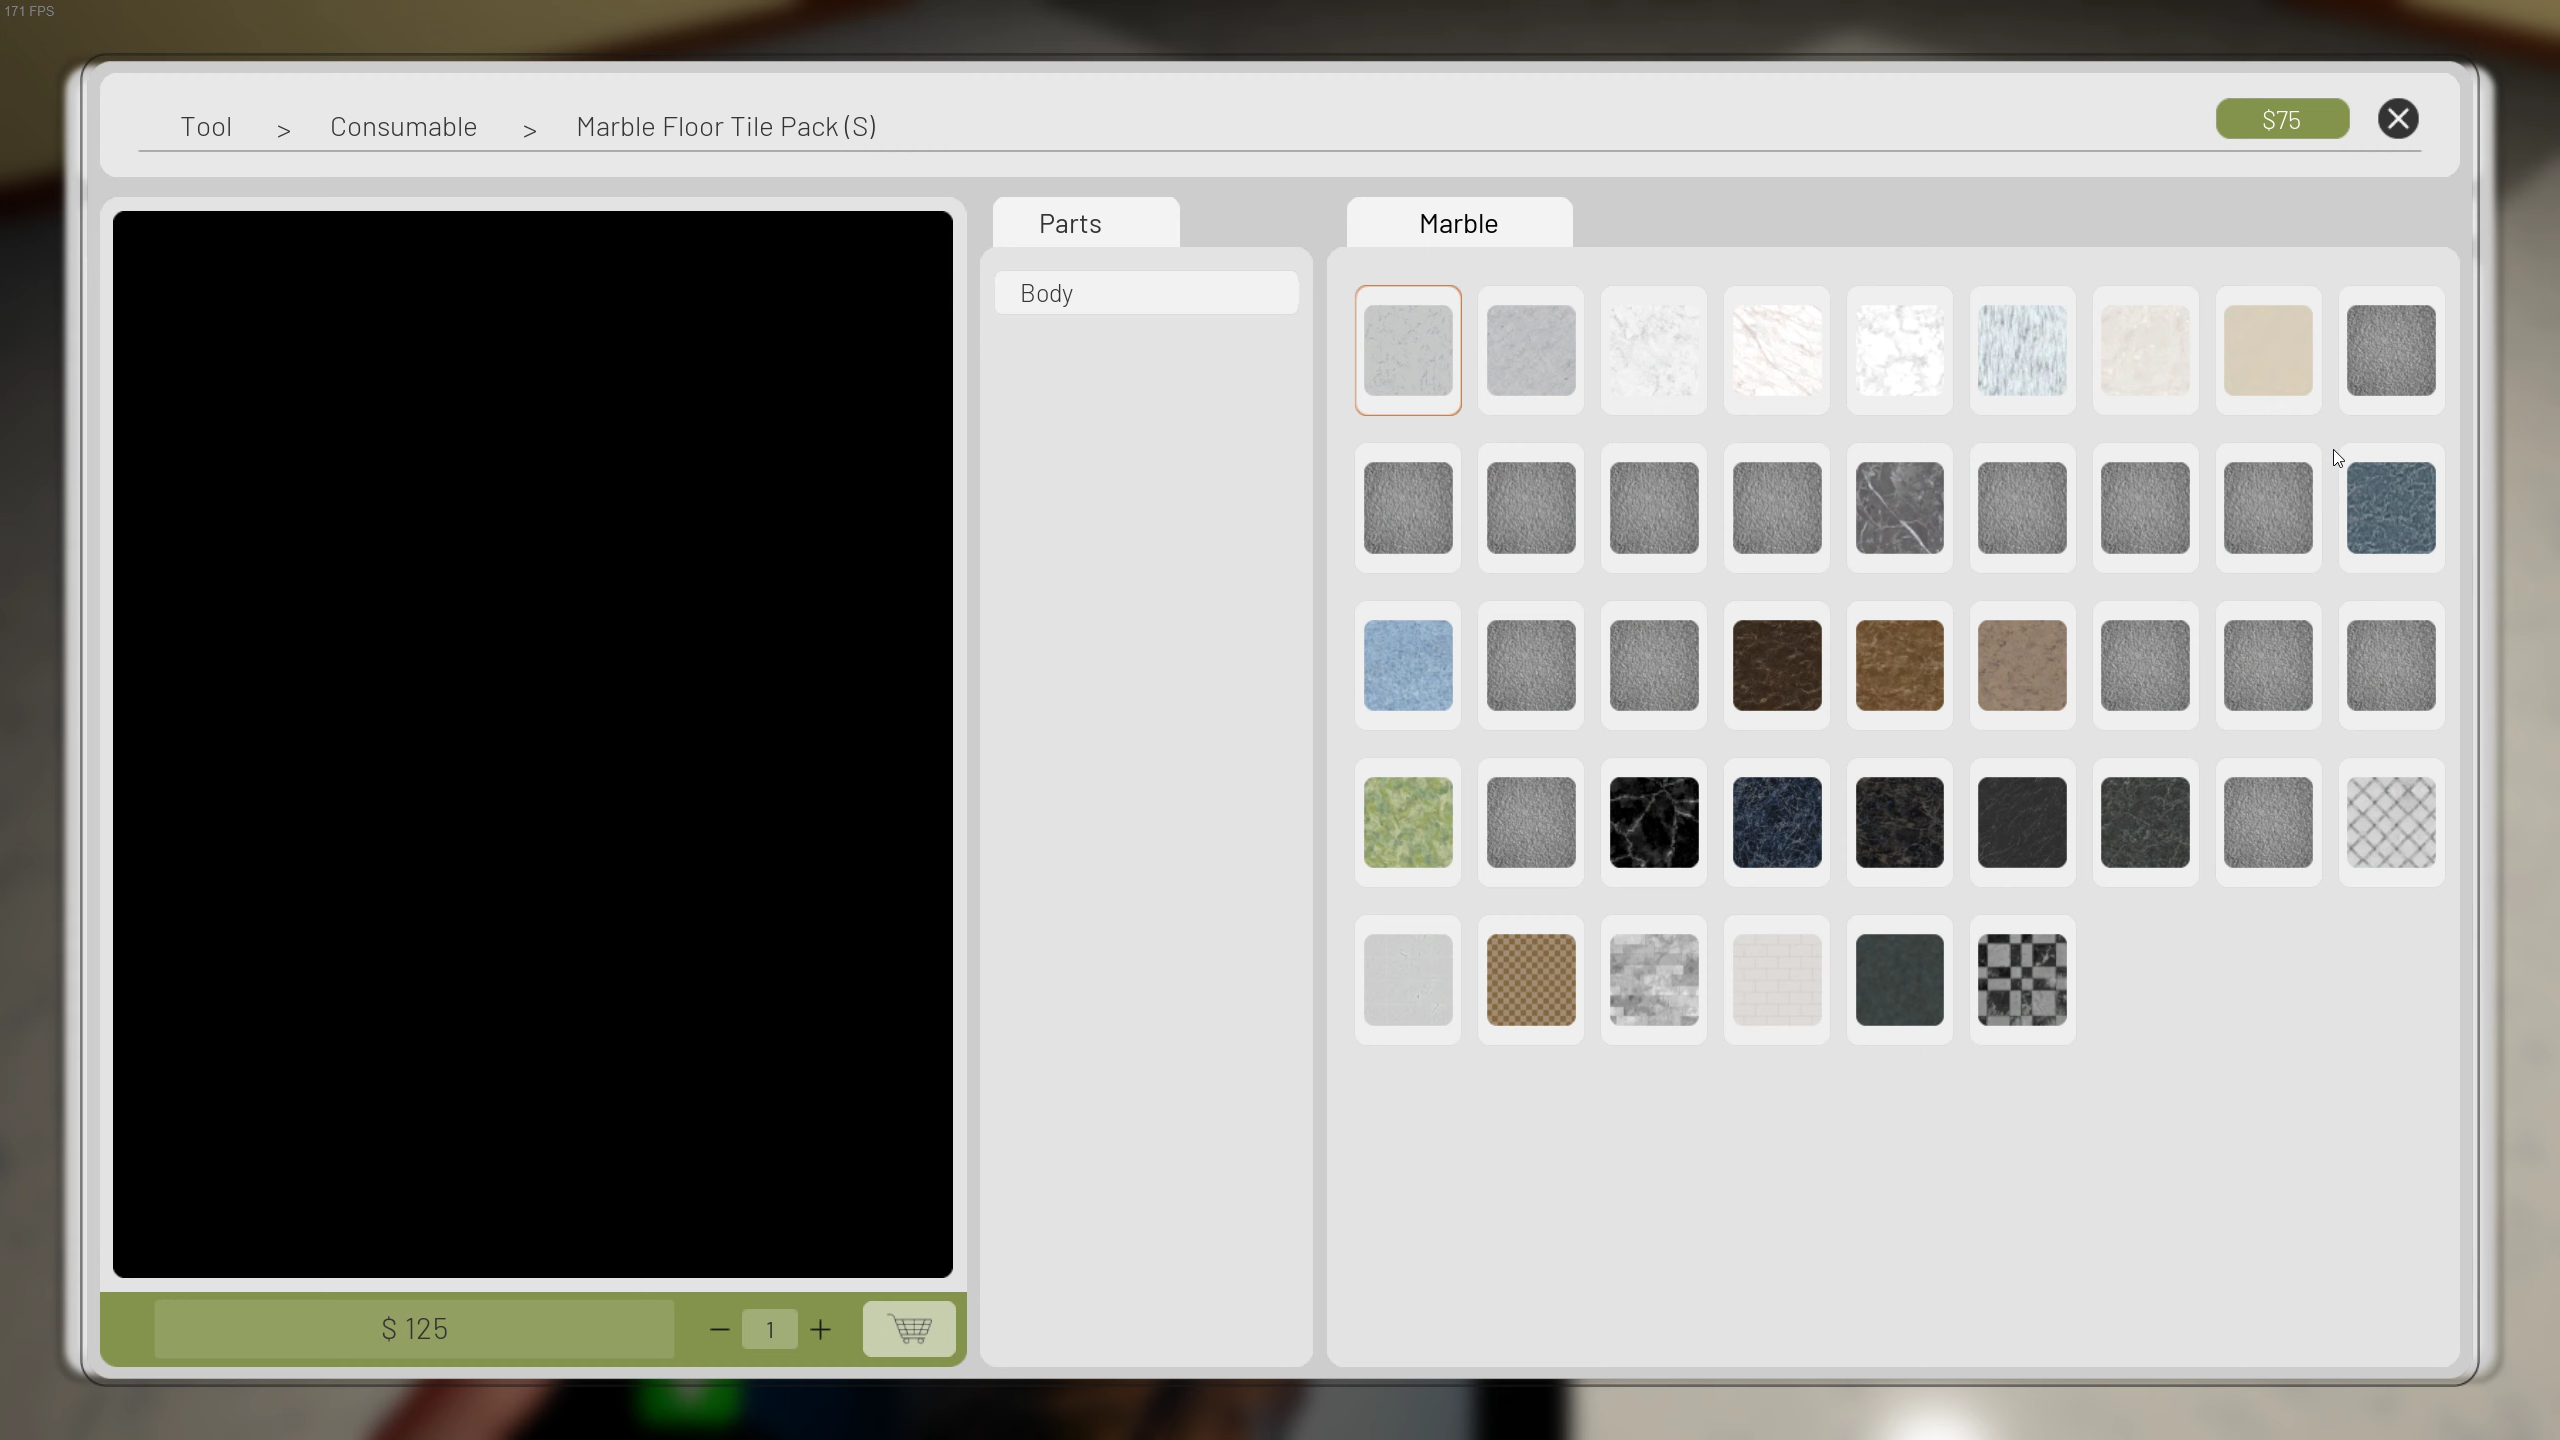 171 FPS
Tool > Consumable > Marble Floor Tile Pack (S)
$75
Parts
Marble
Body
$ 125
− 1 +